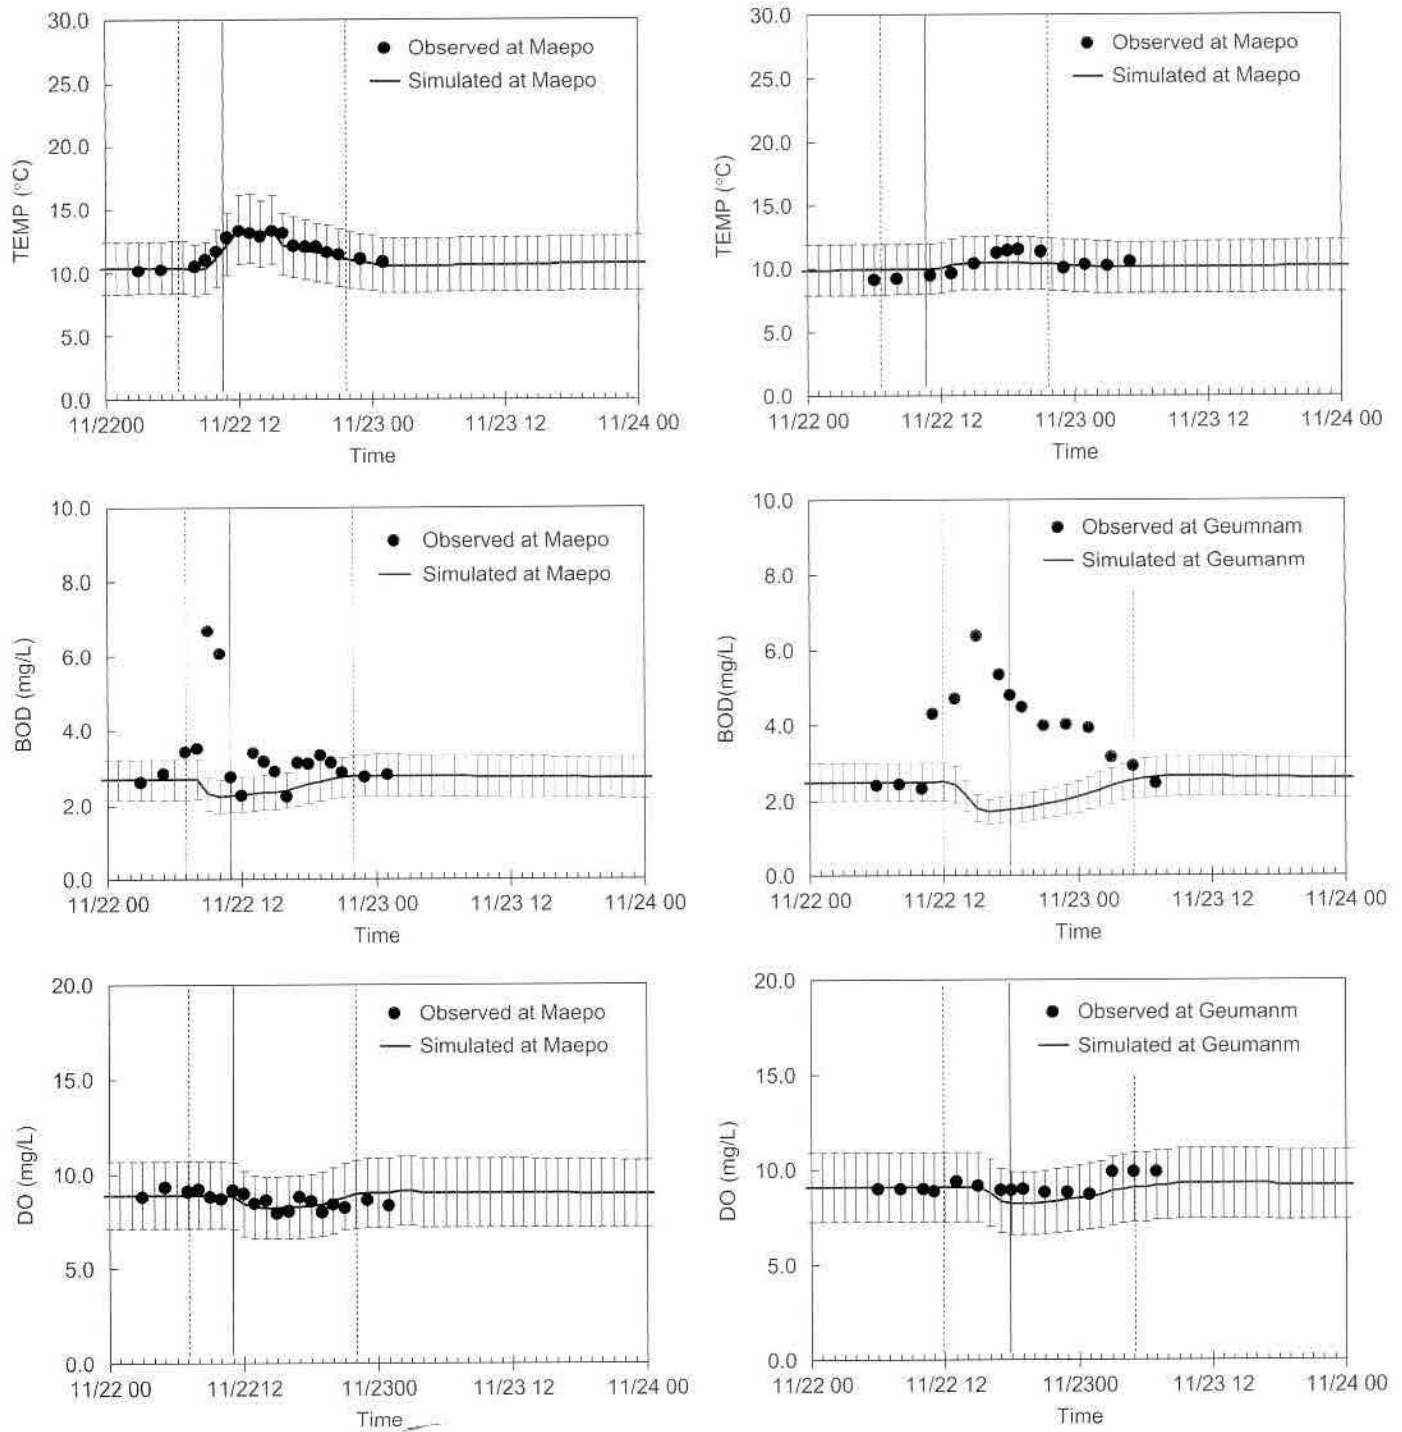 30.0
25.0
20.0
15.0
10.0
5.0
0.0
TEMP (°C)
Observed at Maepo
Simulated at Maepo
11/2200
11/22 12
11/23 00
11/23 12
11/24 00
Time
30.0
25.0
20.0
15.0
10.0
5.0
0.0
TEMP (°C)
Observed at Maepo
Simulated at Maepo
11/22 00
11/22 12
11/23 00
11/23 12
11/24 00
Time
10.0
8.0
6.0
4.0
2.0
0.0
BOD (mg/L)
Observed at Maepo
Simulated at Maepo
11/22 00
11/22 12
11/23 00
11/23 12
11/24 00
Time
10.0
8.0
6.0
4.0
2.0
0.0
BOD(mg/L)
Observed at Geumnam
Simulated at Geumanm
11/22 00
11/22 12
11/23 00
11/23 12
11/24 00
Time
20.0
15.0
10.0
5.0
0.0
DO (mg/L)
Observed at Maepo
Simulated at Maepo
11/22 00
11/2212
11/2300
11/23 12
11/24 00
Time
20.0
15.0
10.0
5.0
0.0
DO (mg/L)
Observed at Geumanm
Simulated at Geumanm
11/22 00
11/22 12
11/2300
11/23 12
11/24 00
Time